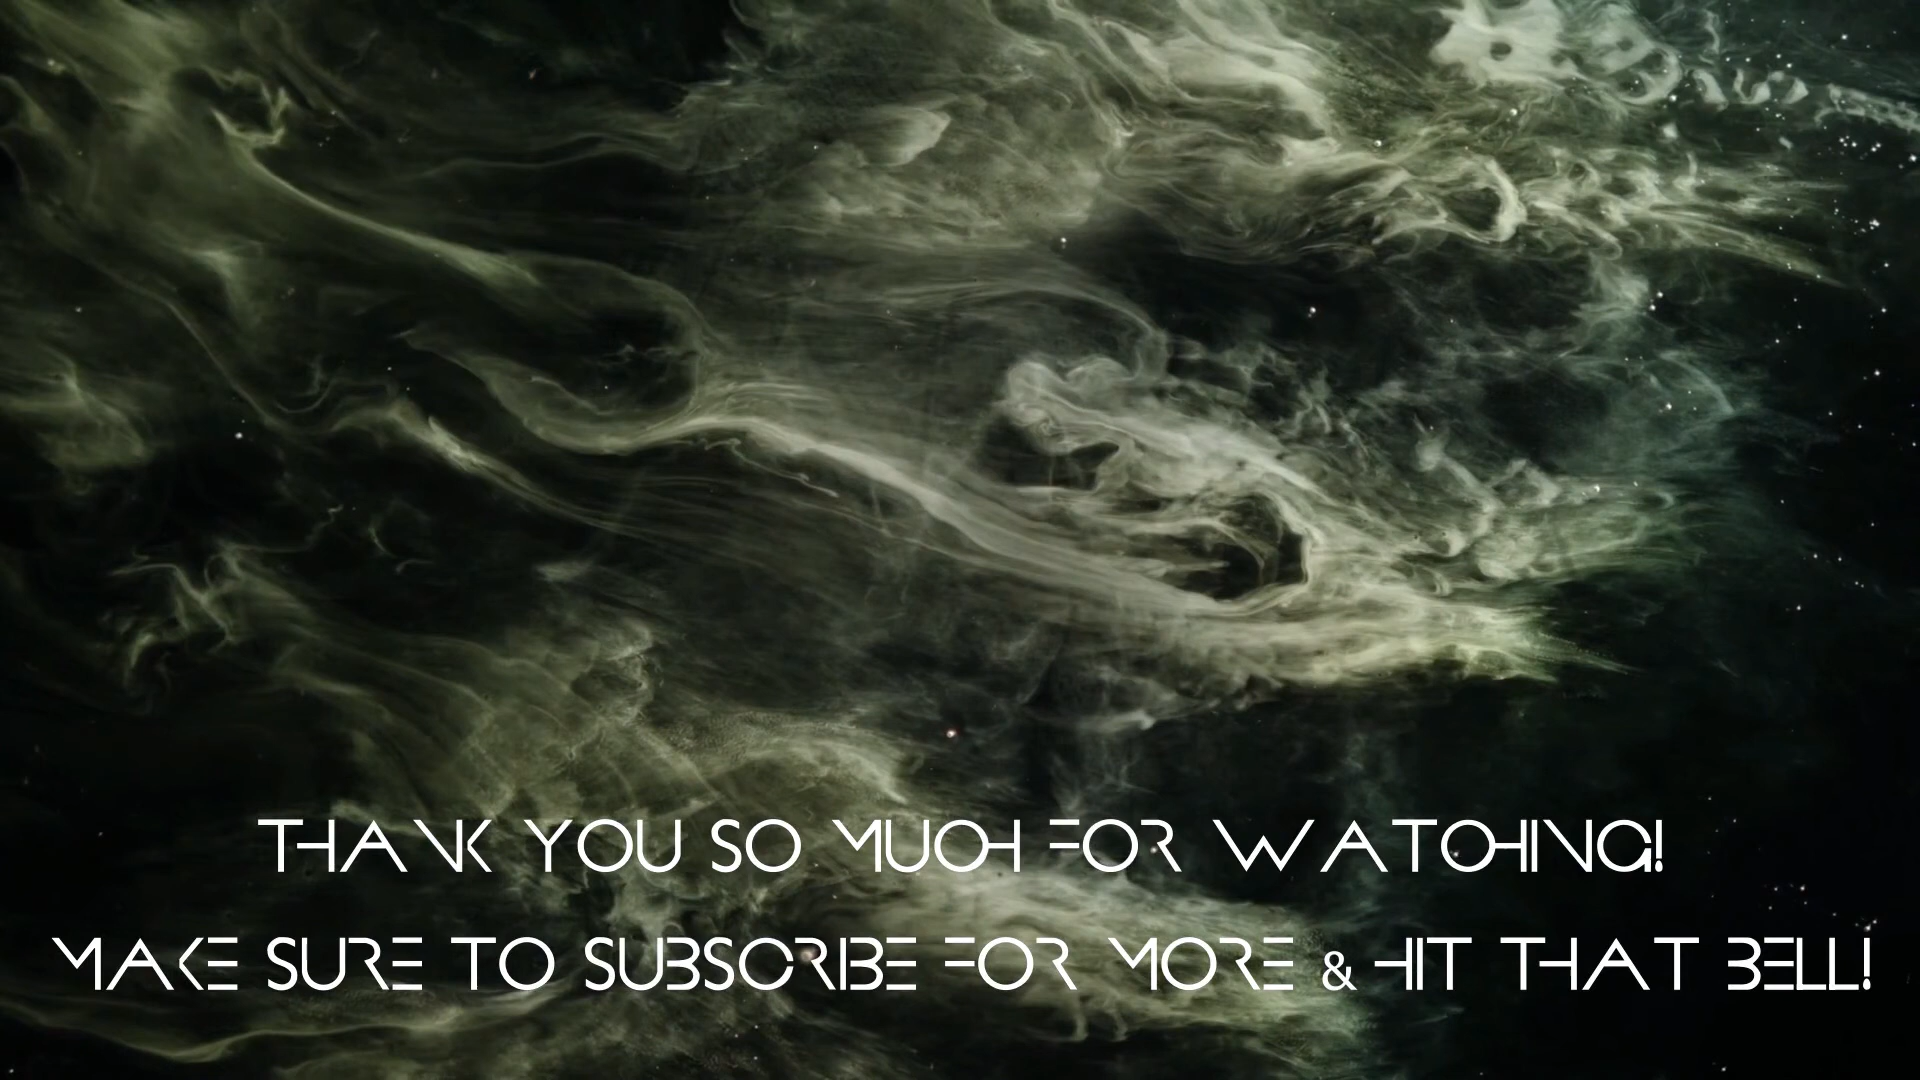 THANK YOU SO MUCH FOR WATCHING!
MAKE SURE TO SUBSCRIBE FOR MORE & HIT THAT BELL!